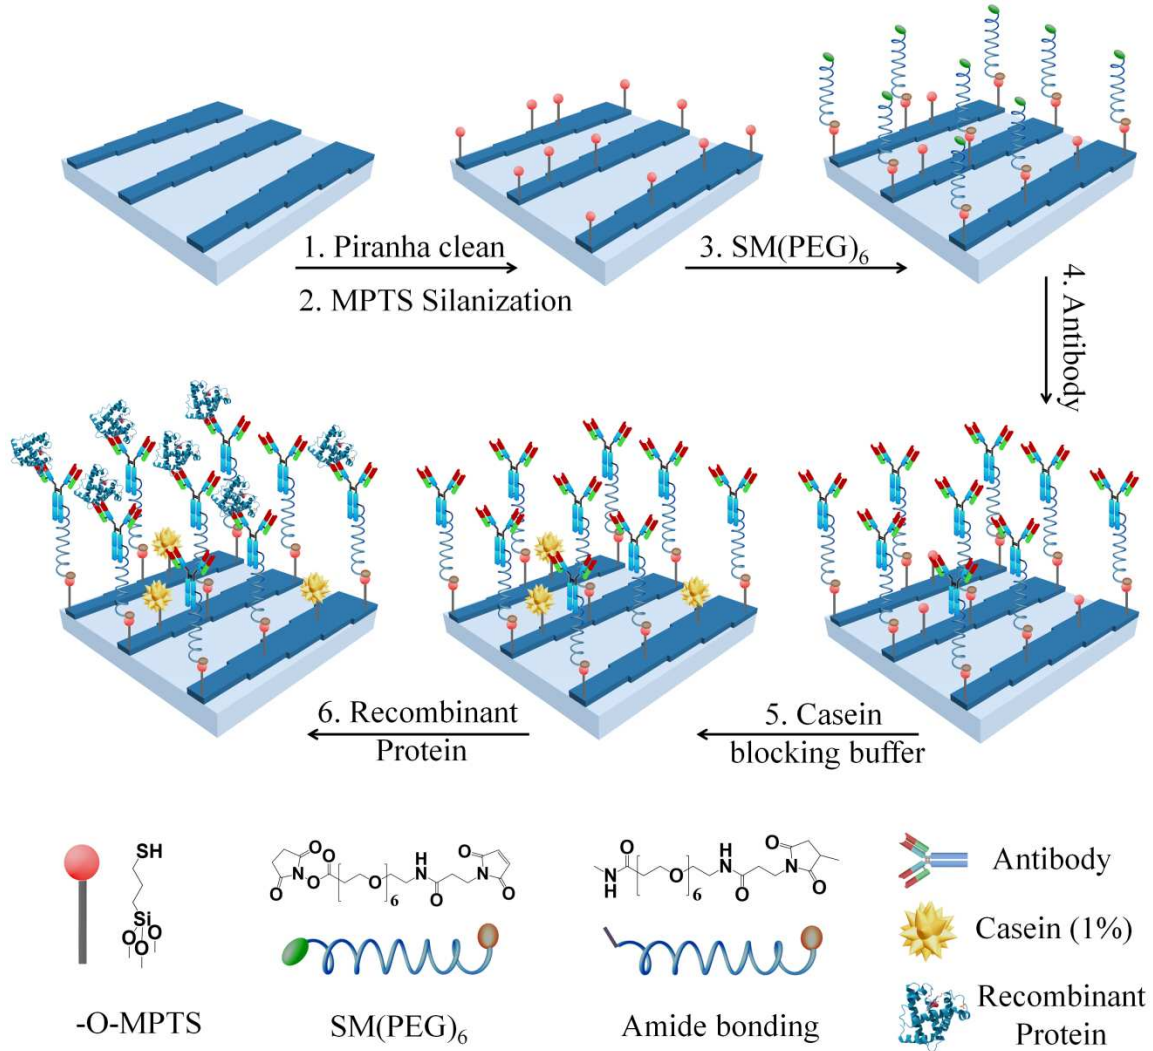 1. Piranha clean
2. MPTS Silanization
3. SM(PEG)6
4. Antibody
5. Casein
blocking buffer
6. Recombinant
Protein
SH
Si
O O
O
-O-MPTS
O
O
N
O
O
O
6
H
N
O
O
N
O
SM(PEG)6
O
N
H
O
6
H
N
O
O
N
O
Amide bonding
Antibody
Casein (1%)
Recombinant
Protein